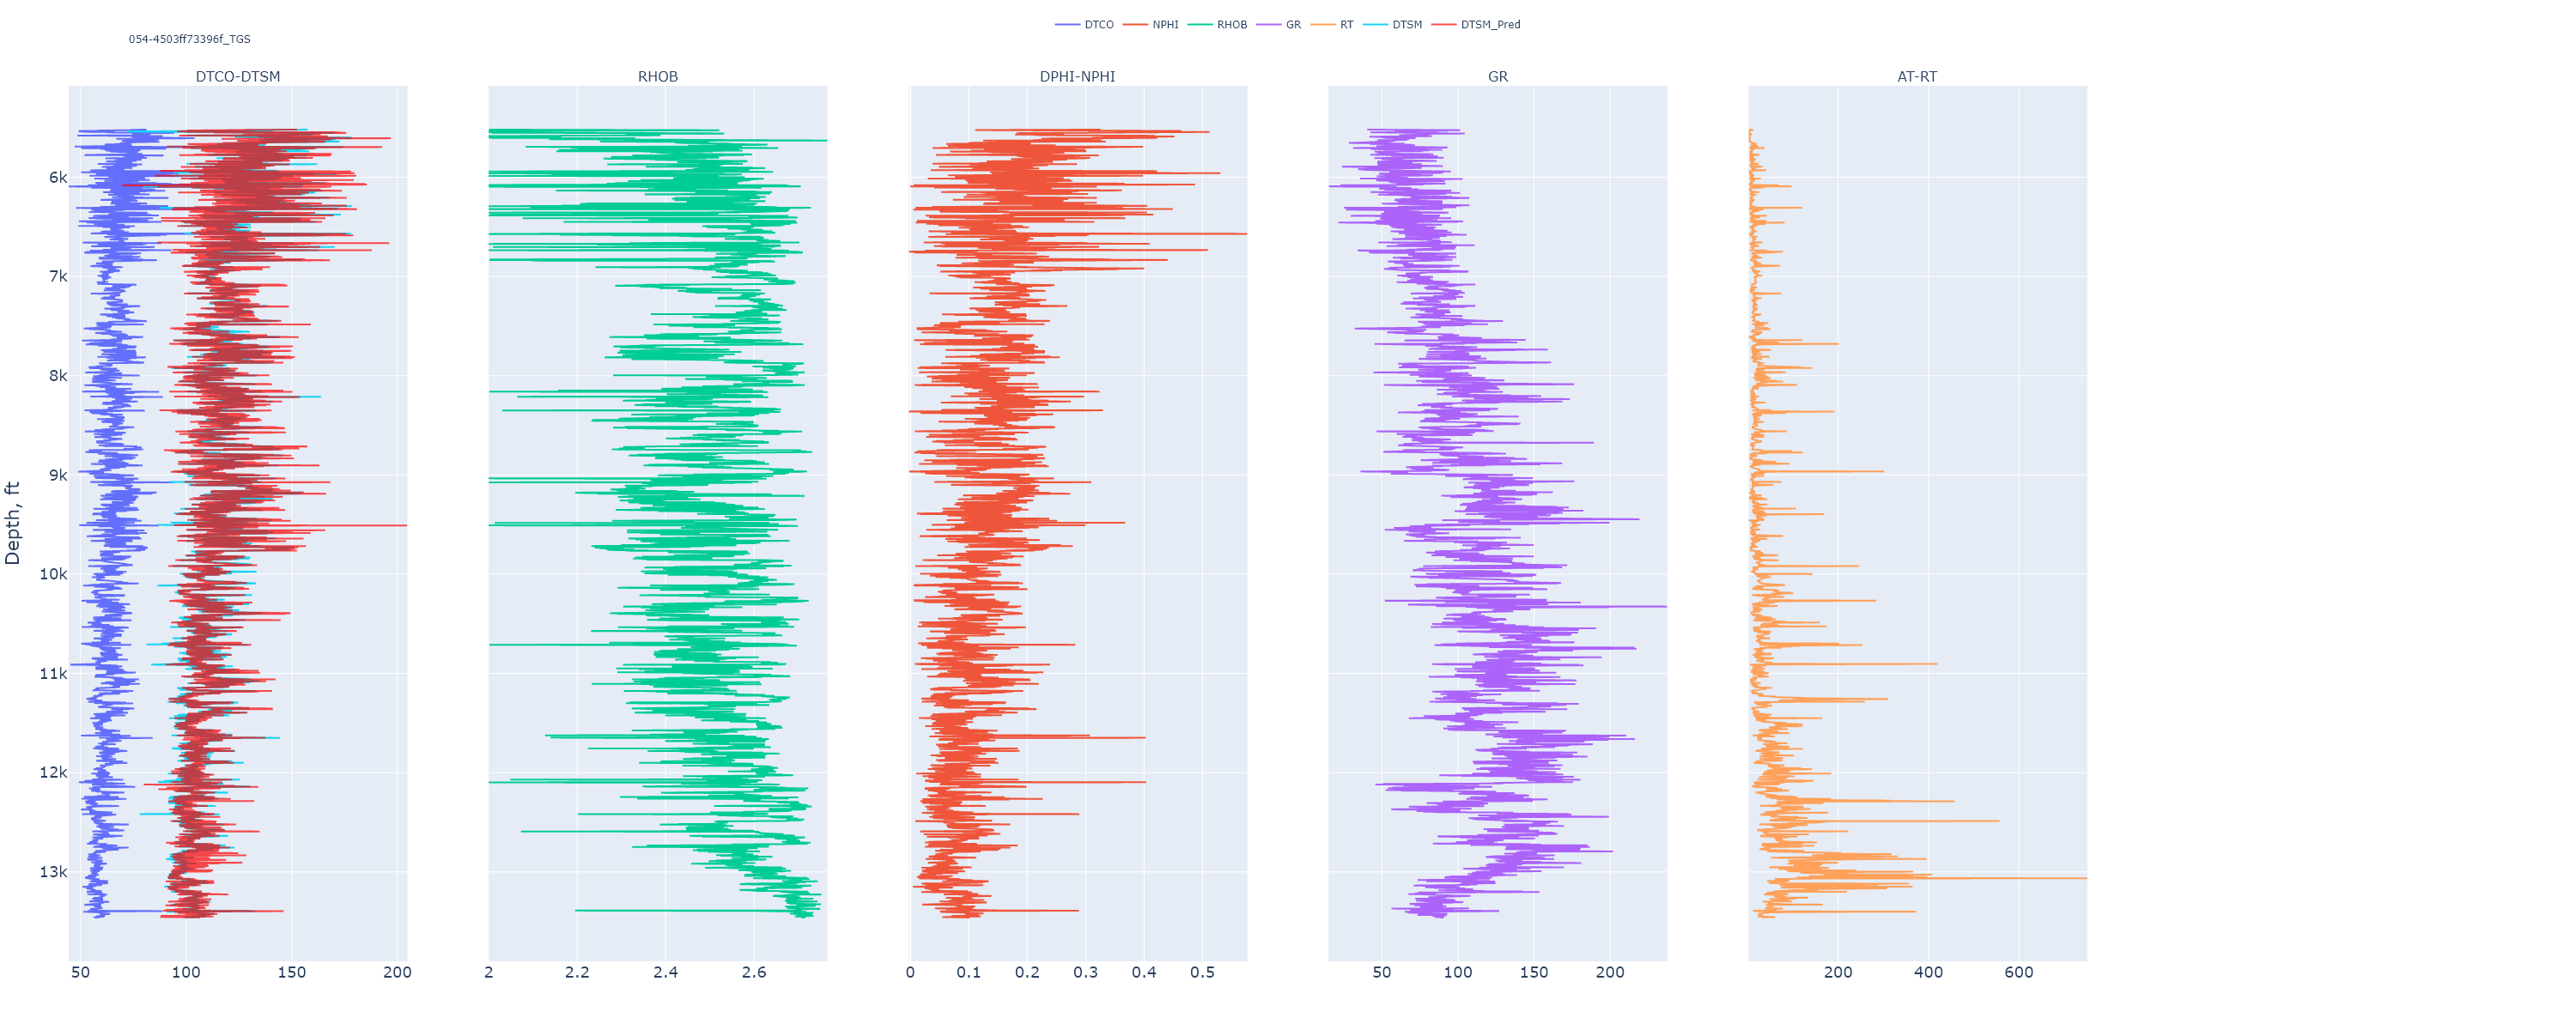 DTCO NPHI RHOB GR RT DTSM DTSM_Pred
054-4503ff73396f_TGS
DTCO-DTSM RHOB DPHI-NPHI GR AT-RT
6k
7k
8k
9k
Depth, ft
10k
11k
12k
13k
50 100 150 200 2 2.2 2.4 2.6 0 0.1 0.2 0.3 0.4 0.5 50 100 150 200 200 400 600